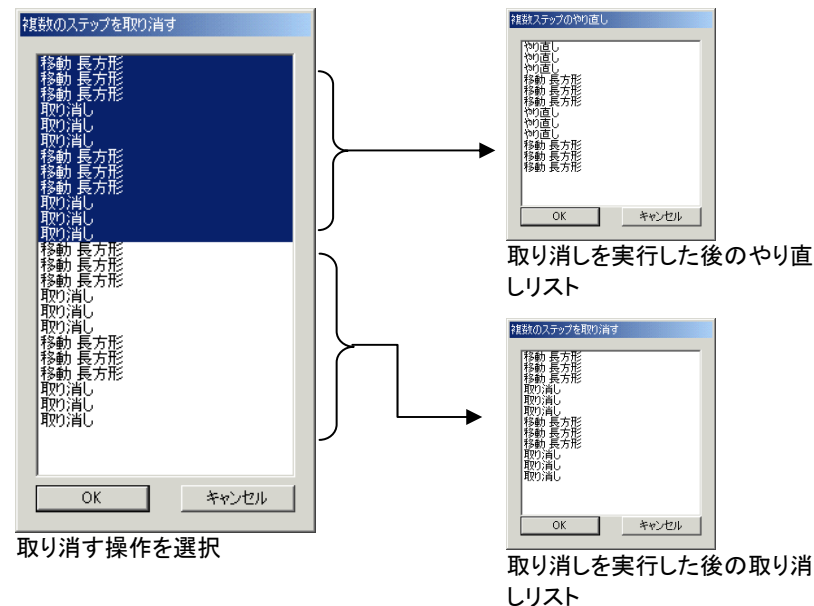 複数のステップを取り消す
移動 長方形
移動 長方形
移動 長方形
取り消し
取り消し
取り消し
移動 長方形
移動 長方形
移動 長方形
取り消し
取り消し
取り消し
移動 長方形
移動 長方形
移動 長方形
取り消し
取り消し
取り消し
移動 長方形
移動 長方形
移動 長方形
取り消し
取り消し
取り消し
OK
キャンセル
取り消す操作を選択
複数ステップのやり直し
やり直し
やり直し
やり直し
移動 長方形
移動 長方形
移動 長方形
やり直し
やり直し
やり直し
移動 長方形
移動 長方形
移動 長方形
OK
キャンセル
取り消しを実行した後のやり直
しリスト
複数のステップを取り消す
移動 長方形
移動 長方形
移動 長方形
取り消し
取り消し
取り消し
移動 長方形
移動 長方形
移動 長方形
取り消し
取り消し
取り消し
OK
キャンセル
取り消しを実行した後の取り消
しリスト